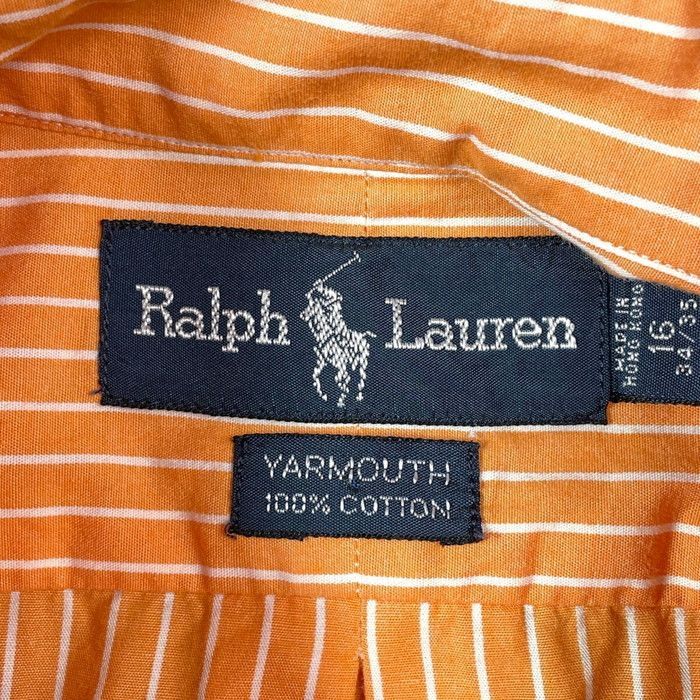 Ralph Lauren
MADE IN
HONG KONG
16
34/35
YARMOUTH
100% COTTON